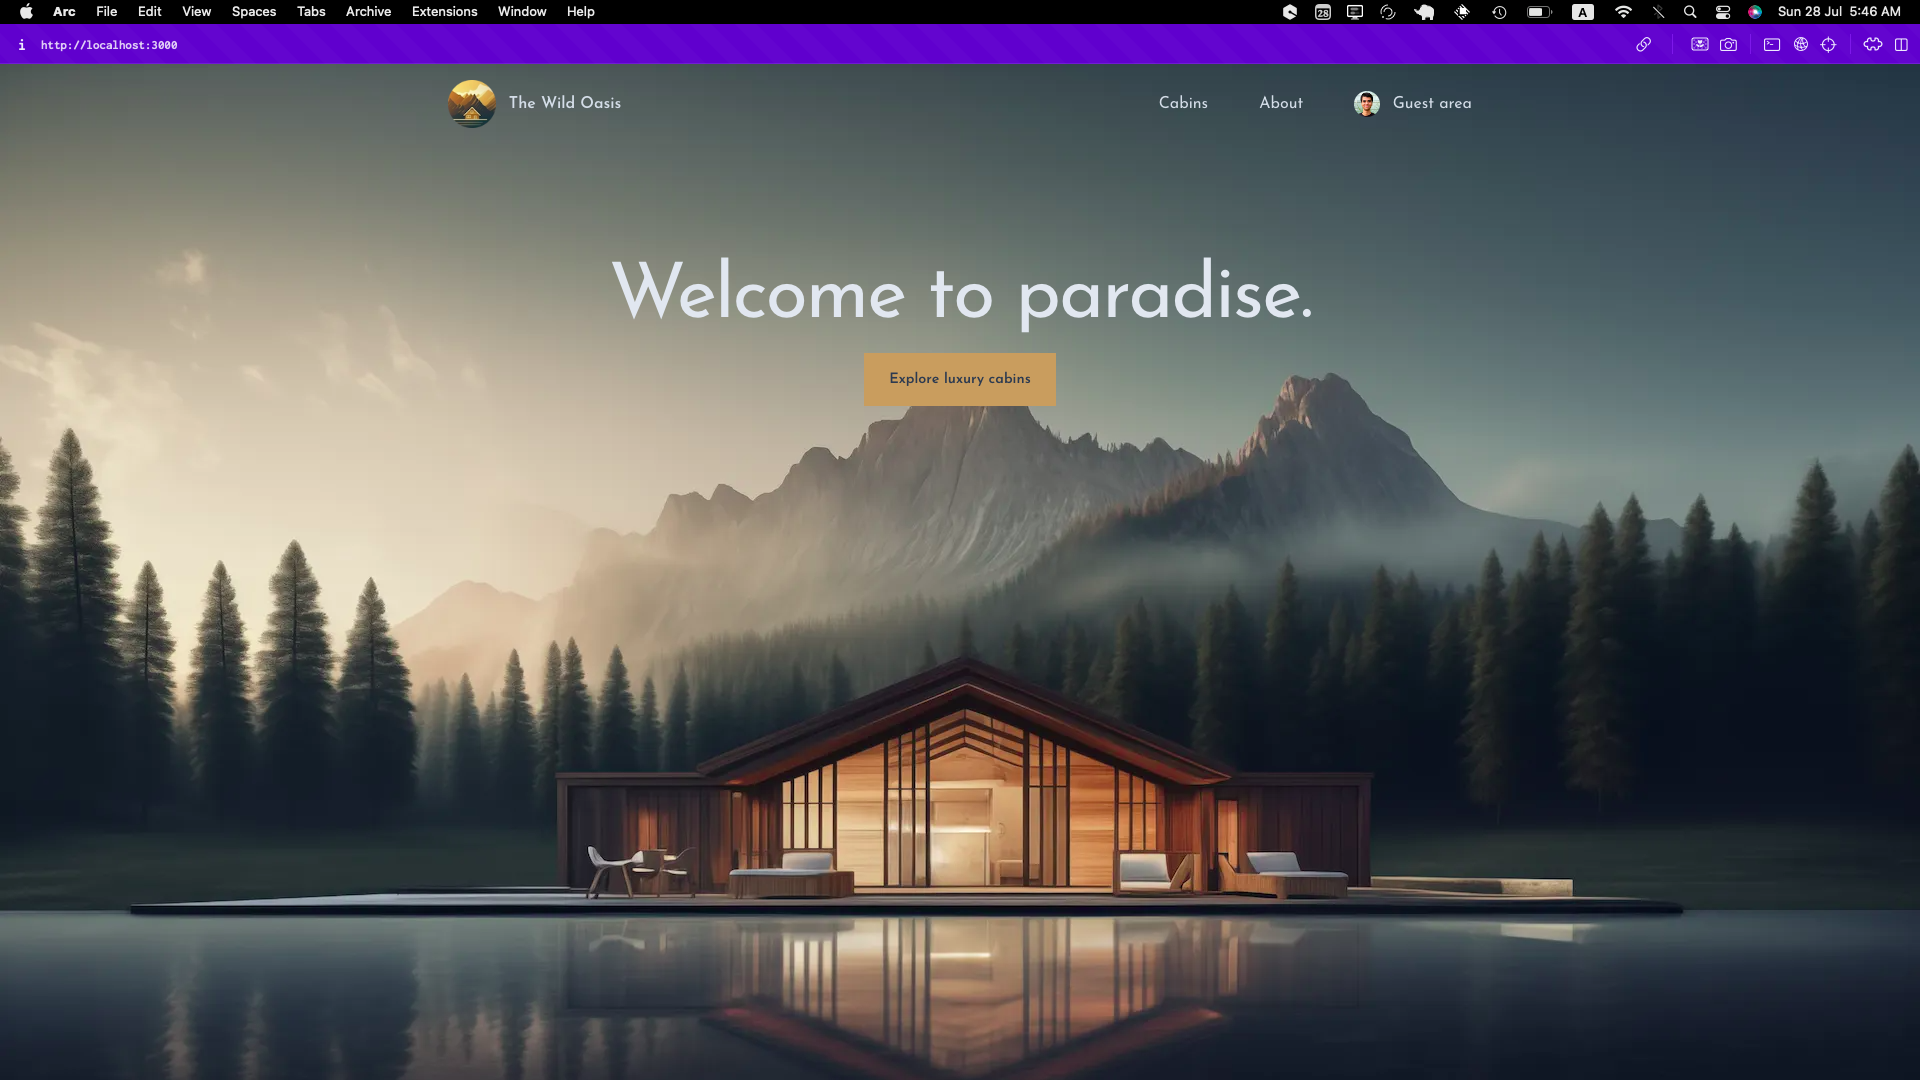 Arc File Edit View Spaces Tabs Archive Extensions Window Help 28 A Sun 28 Jul 5:46 AM
i http://localhost:3000
The Wild Oasis Cabins About Guest area
Welcome to paradise.
Explore luxury cabins